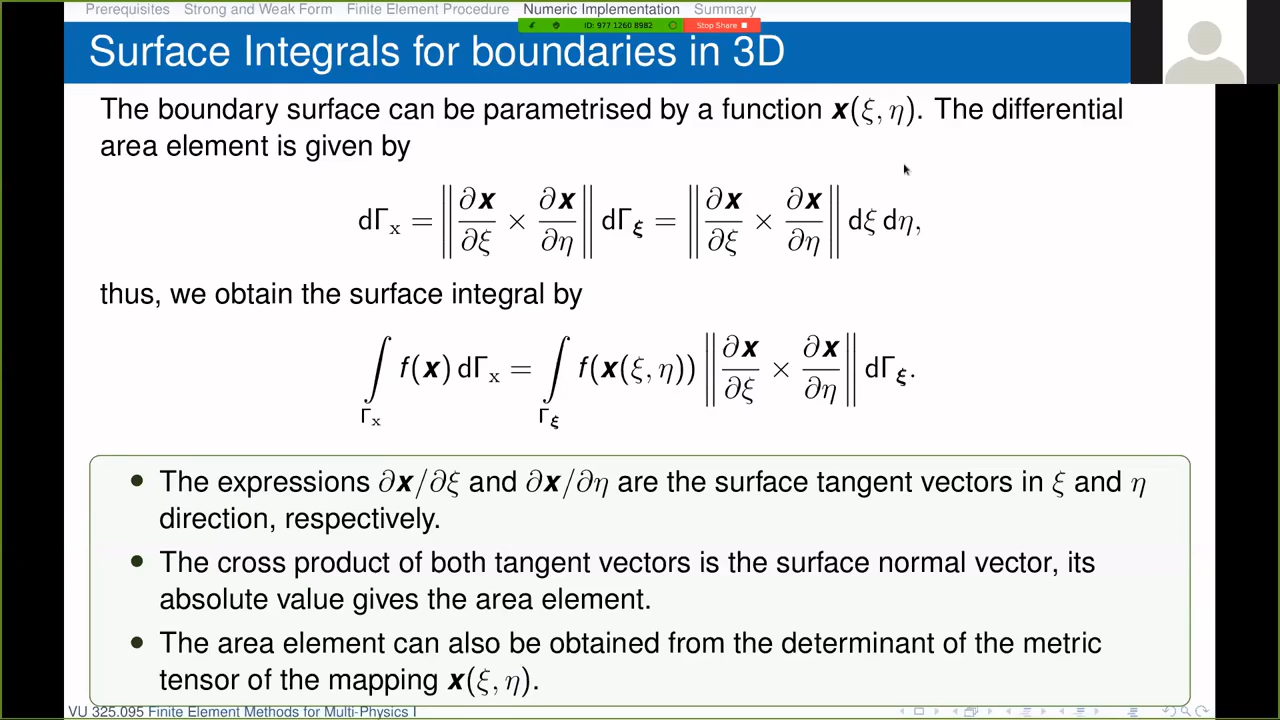 Prerequisites Strong and Weak Form Finite Element Procedure Numeric Implementation Summary
ID: 977 1260 8982 Stop Share
Surface Integrals for boundaries in 3D
The boundary surface can be parametrised by a function x(ξ, η). The differential
area element is given by
dΓₓ = ‖∂x/∂ξ × ∂x/∂η‖ dΓ_ξ = ‖∂x/∂ξ × ∂x/∂η‖ dξ dη,
thus, we obtain the surface integral by
∫_Γₓ f(x) dΓₓ = ∫_Γ_ξ f(x(ξ, η)) ‖∂x/∂ξ × ∂x/∂η‖ dΓ_ξ.
• The expressions ∂x/∂ξ and ∂x/∂η are the surface tangent vectors in ξ and η
direction, respectively.
• The cross product of both tangent vectors is the surface normal vector, its
absolute value gives the area element.
• The area element can also be obtained from the determinant of the metric
tensor of the mapping x(ξ, η).
VU 325.095 Finite Element Methods for Multi-Physics I